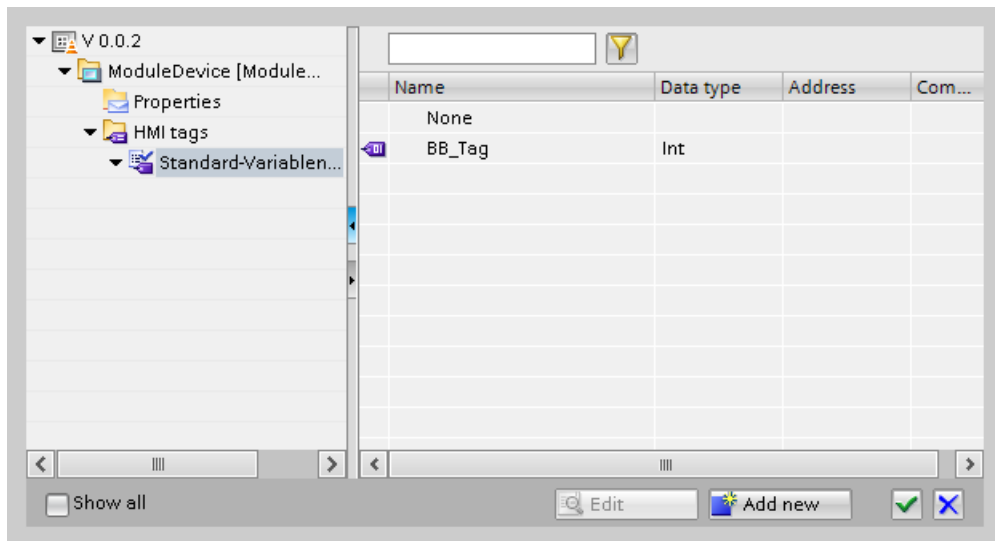 V 0.0.2
ModuleDevice [Module...
Properties
HMI tags
Standard-Variablen...
Name Data type Address Com...
None
BB_Tag Int
Show all
Edit
Add new